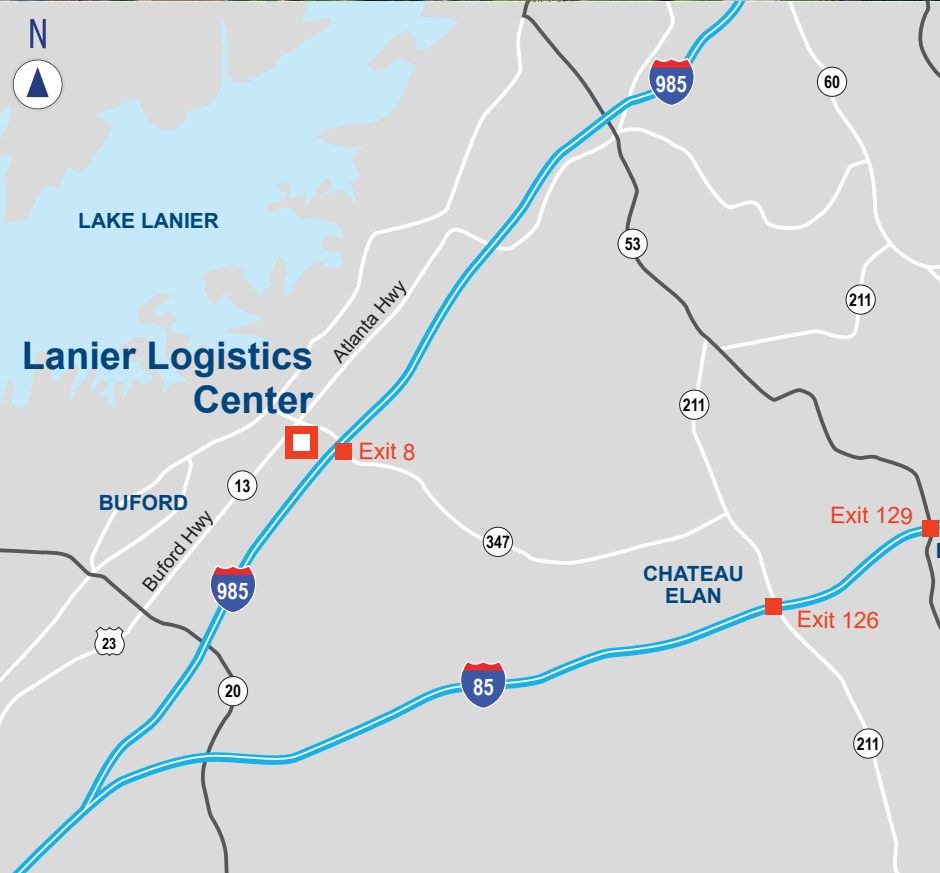 N
985
60
LAKE LANIER
53
211
Atlanta Hwy
Lanier Logistics
Center
211
Exit 8
13
BUFORD
Exit 129
347
Buford Hwy
985
CHATEAU
ELAN
Exit 126
23
85
20
211